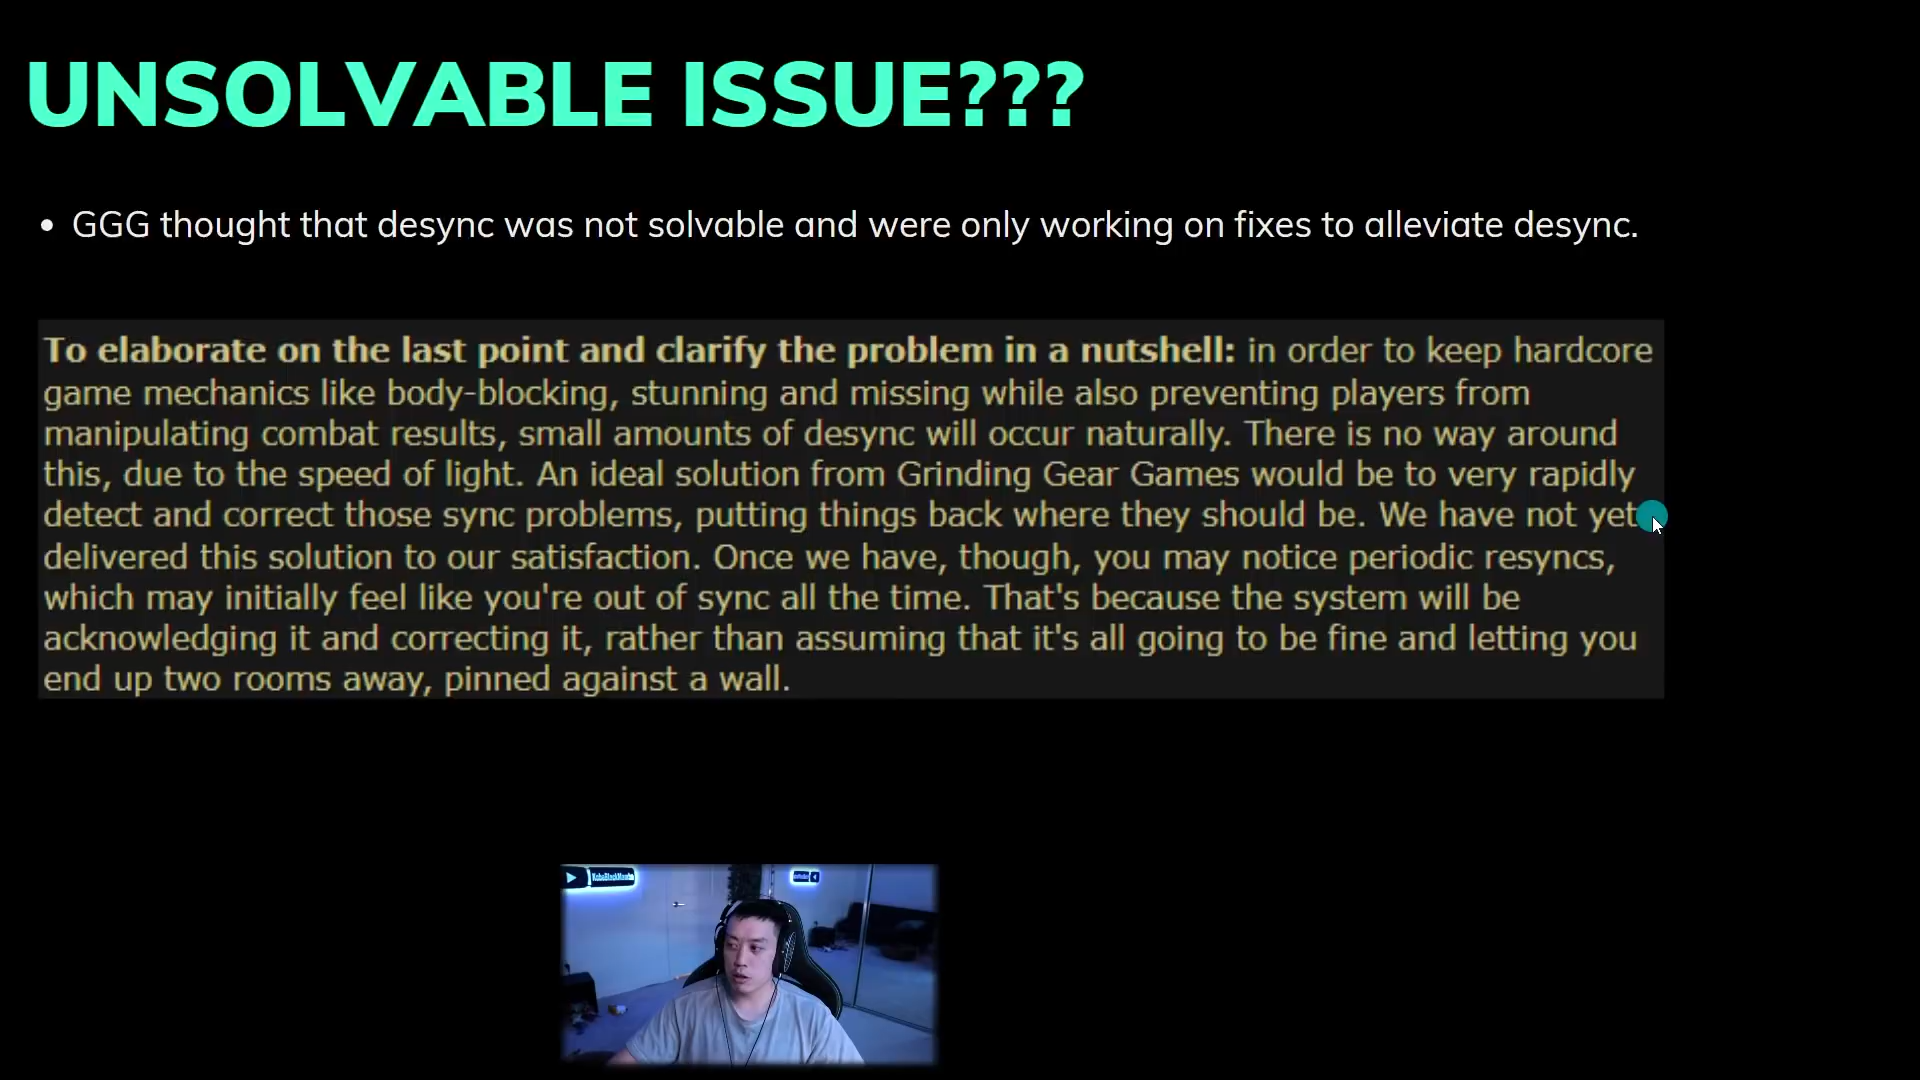 UNSOLVABLE ISSUE???
• GGG thought that desync was not solvable and were only working on fixes to alleviate desync.
To elaborate on the last point and clarify the problem in a nutshell: in order to keep hardcore
game mechanics like body-blocking, stunning and missing while also preventing players from
manipulating combat results, small amounts of desync will occur naturally. There is no way around
this, due to the speed of light. An ideal solution from Grinding Gear Games would be to very rapidly
detect and correct those sync problems, putting things back where they should be. We have not yet
delivered this solution to our satisfaction. Once we have, though, you may notice periodic resyncs,
which may initially feel like you're out of sync all the time. That's because the system will be
acknowledging it and correcting it, rather than assuming that it's all going to be fine and letting you
end up two rooms away, pinned against a wall.